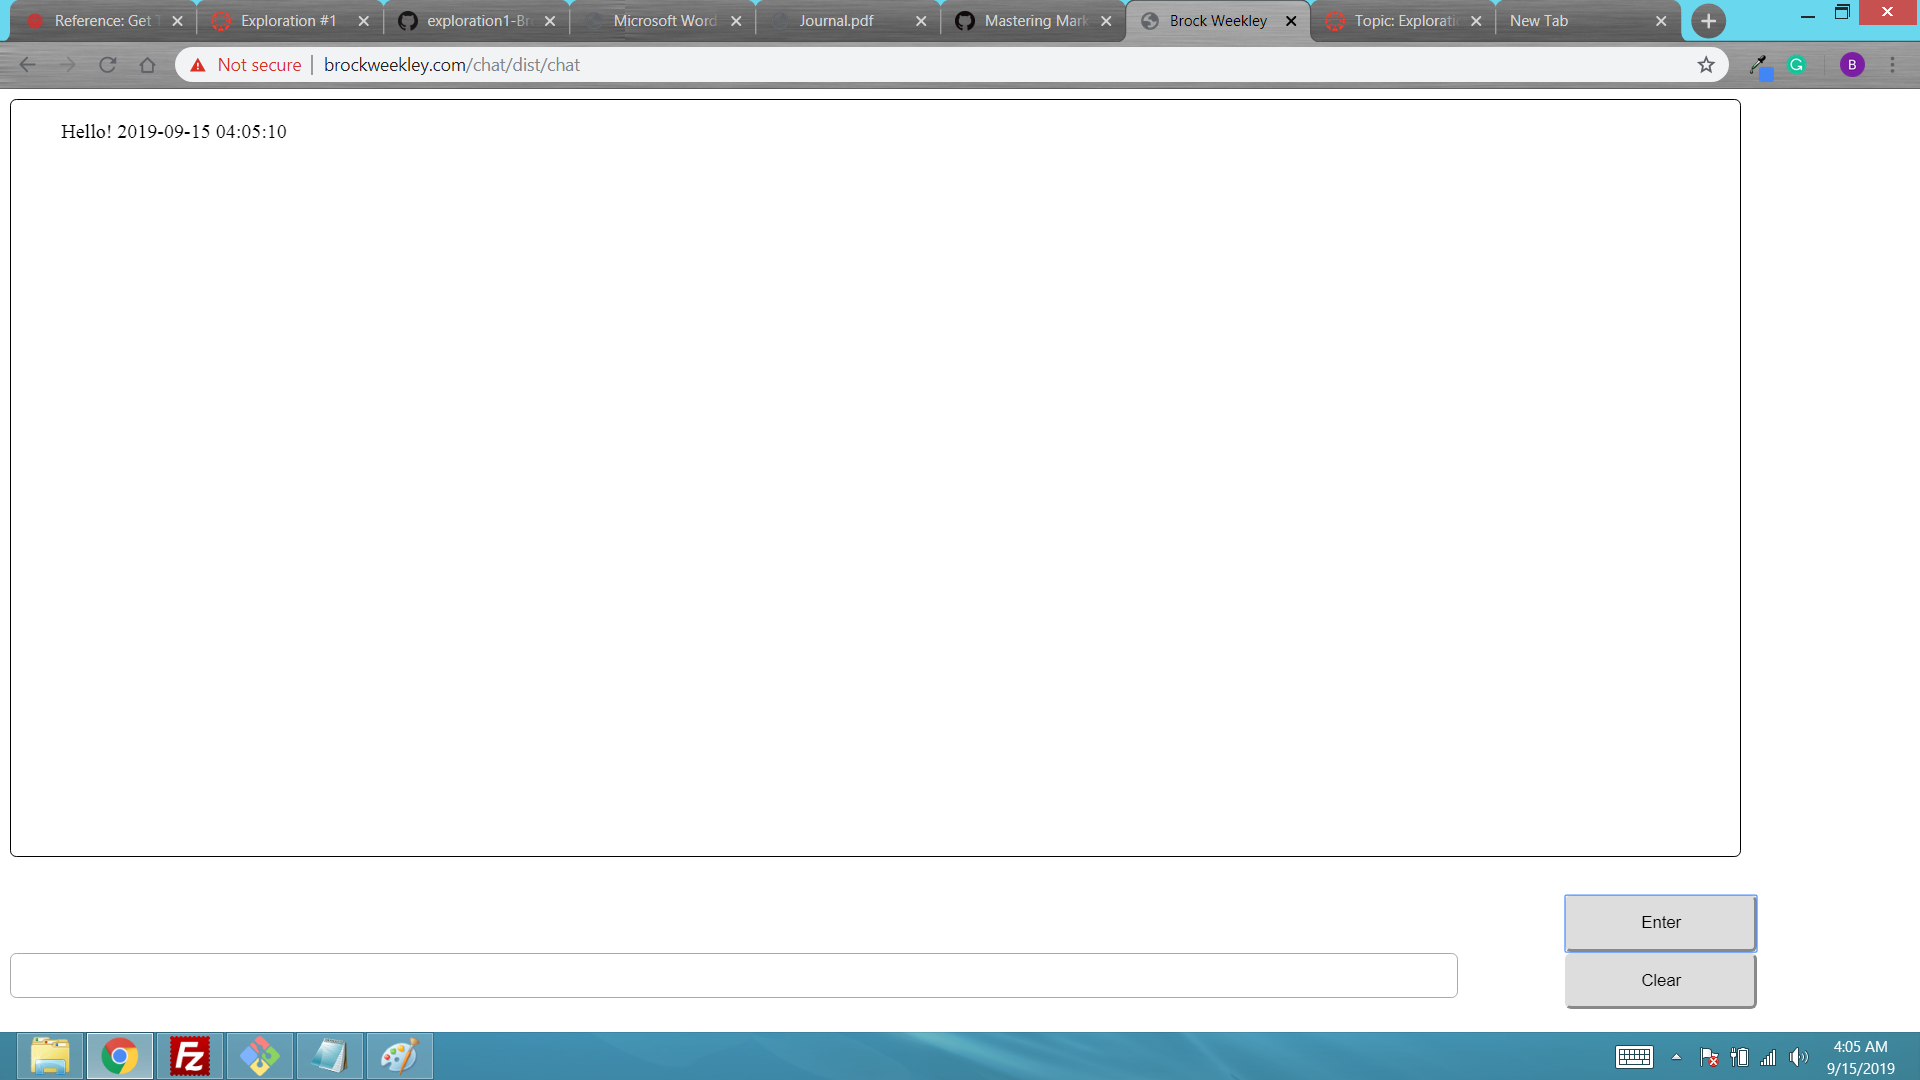 Reference: Get T
Exploration #1
exploration1-Br
Microsoft Word
Journal.pdf
Mastering Mark
Brock Weekley
Topic: Exploratio
New Tab
Not secure | brockweekley.com/chat/dist/chat
G
B
Hello! 2019-09-15 04:05:10
Enter
Clear
Fz
4:05 AM
9/15/2019